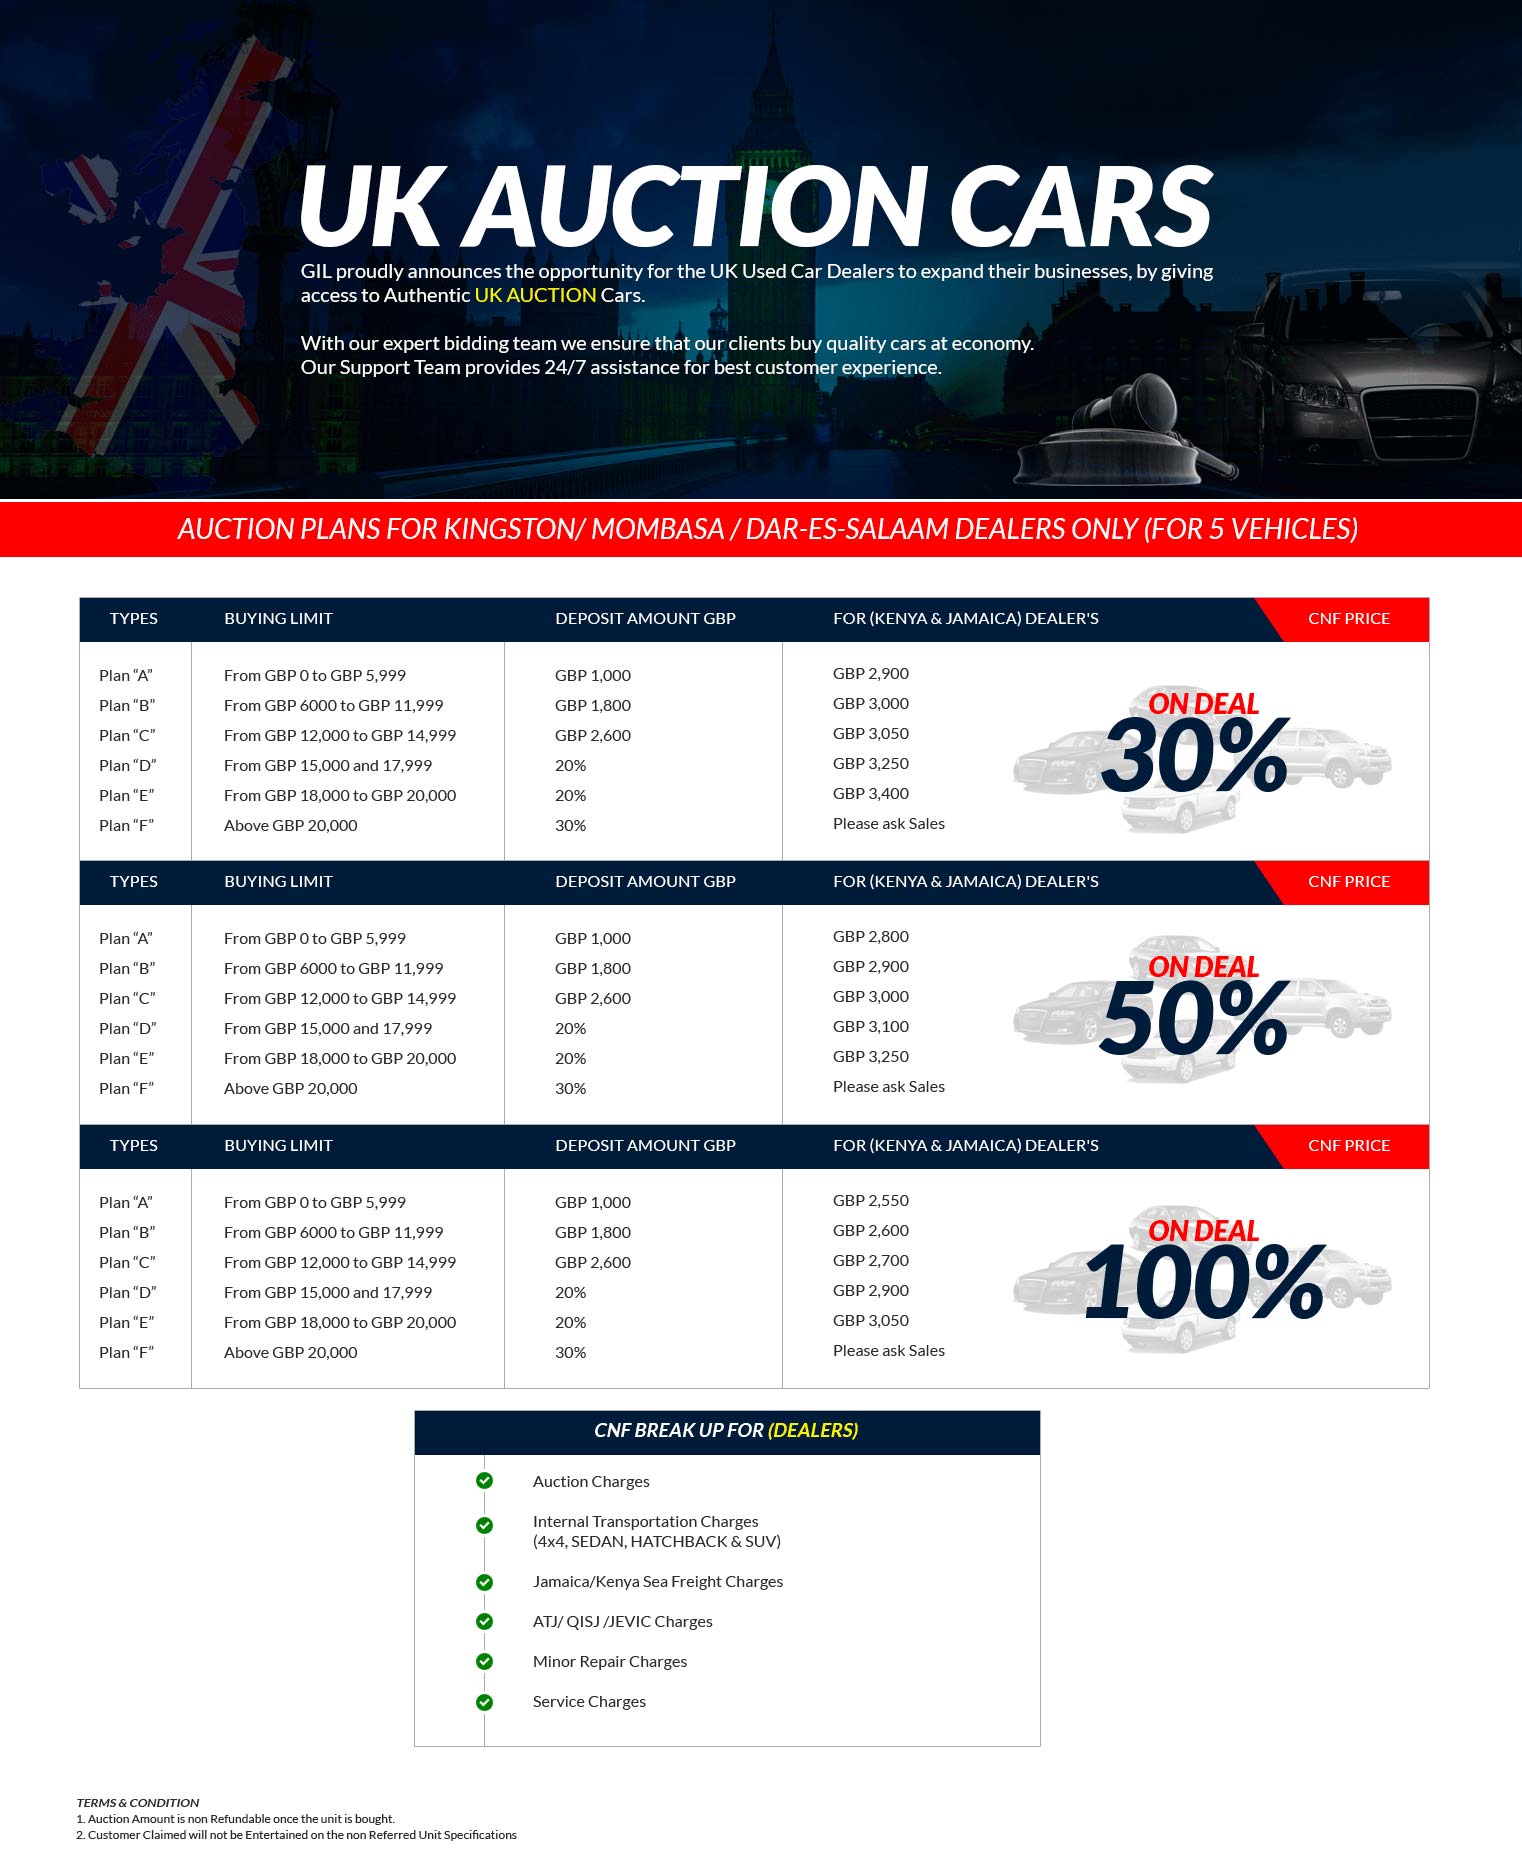 UK AUCTION CARS
GIL proudly announces the opportunity for the UK Used Car Dealers to expand their businesses, by giving
access to Authentic UK AUCTION Cars.
With our expert bidding team we ensure that our clients buy quality cars at economy.
Our Support Team provides 24/7 assistance for best customer experience.
AUCTION PLANS FOR KINGSTON/ MOMBASA / DAR-ES-SALAAM DEALERS ONLY (FOR 5 VEHICLES)
TYPES BUYING LIMIT DEPOSIT AMOUNT GBP FOR (KENYA & JAMAICA) DEALER'S CNF PRICE
Plan “A” From GBP 0 to GBP 5,999 GBP 1,000 GBP 2,900
Plan “B” From GBP 6000 to GBP 11,999 GBP 1,800 GBP 3,000
Plan “C” From GBP 12,000 to GBP 14,999 GBP 2,600 GBP 3,050
Plan “D” From GBP 15,000 and 17,999 20% GBP 3,250
Plan “E” From GBP 18,000 to GBP 20,000 20% GBP 3,400
Plan “F” Above GBP 20,000 30% Please ask Sales
ON DEAL
30%
TYPES BUYING LIMIT DEPOSIT AMOUNT GBP FOR (KENYA & JAMAICA) DEALER'S CNF PRICE
Plan “A” From GBP 0 to GBP 5,999 GBP 1,000 GBP 2,800
Plan “B” From GBP 6000 to GBP 11,999 GBP 1,800 GBP 2,900
Plan “C” From GBP 12,000 to GBP 14,999 GBP 2,600 GBP 3,000
Plan “D” From GBP 15,000 and 17,999 20% GBP 3,100
Plan “E” From GBP 18,000 to GBP 20,000 20% GBP 3,250
Plan “F” Above GBP 20,000 30% Please ask Sales
ON DEAL
50%
TYPES BUYING LIMIT DEPOSIT AMOUNT GBP FOR (KENYA & JAMAICA) DEALER'S CNF PRICE
Plan “A” From GBP 0 to GBP 5,999 GBP 1,000 GBP 2,550
Plan “B” From GBP 6000 to GBP 11,999 GBP 1,800 GBP 2,600
Plan “C” From GBP 12,000 to GBP 14,999 GBP 2,600 GBP 2,700
Plan “D” From GBP 15,000 and 17,999 20% GBP 2,900
Plan “E” From GBP 18,000 to GBP 20,000 20% GBP 3,050
Plan “F” Above GBP 20,000 30% Please ask Sales
ON DEAL
100%
CNF BREAK UP FOR (DEALERS)
Auction Charges
Internal Transportation Charges
(4x4, SEDAN, HATCHBACK & SUV)
Jamaica/Kenya Sea Freight Charges
ATJ/ QISJ /JEVIC Charges
Minor Repair Charges
Service Charges
TERMS & CONDITION
1. Auction Amount is non Refundable once the unit is bought.
2. Customer Claimed will not be Entertained on the non Referred Unit Specifications